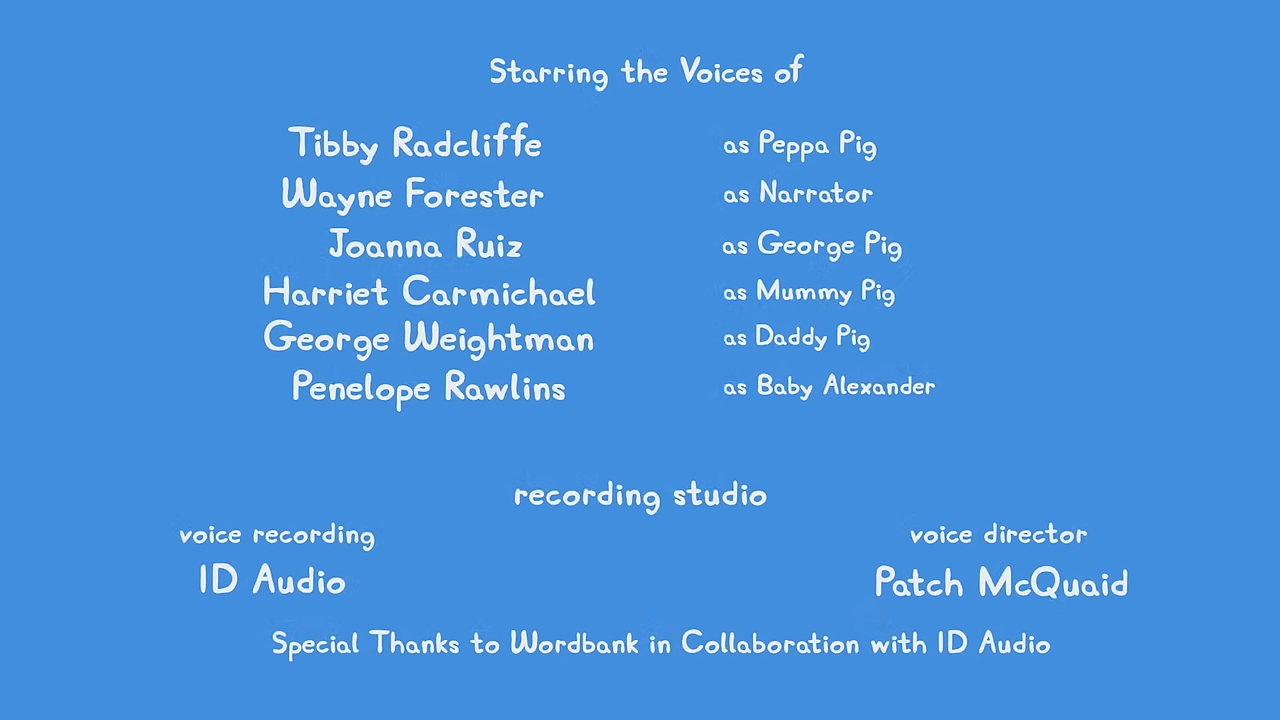 Starring the Voices of
Tibby Radcliffe as Peppa Pig
Wayne Forester as Narrator
Joanna Ruiz as George Pig
Harriet Carmichael as Mummy Pig
George Weightman as Daddy Pig
Penelope Rawlins as Baby Alexander
recording studio
voice recording
ID Audio
voice director
Patch McQuaid
Special Thanks to Wordbank in Collaboration with ID Audio